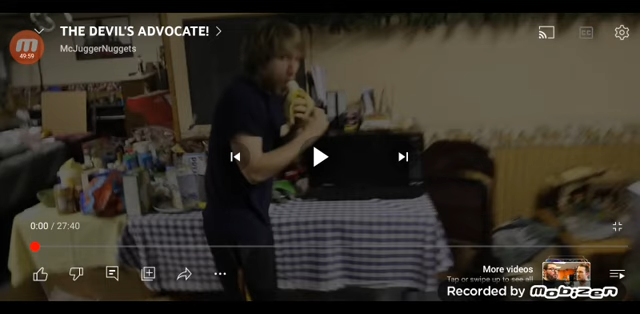 THE DEVIL'S ADVOCATE!
McJuggerNuggets
m
49:59
CC
0:00 / 27:40
More videos
Tap or swipe up to see all
Recorded by mobizen